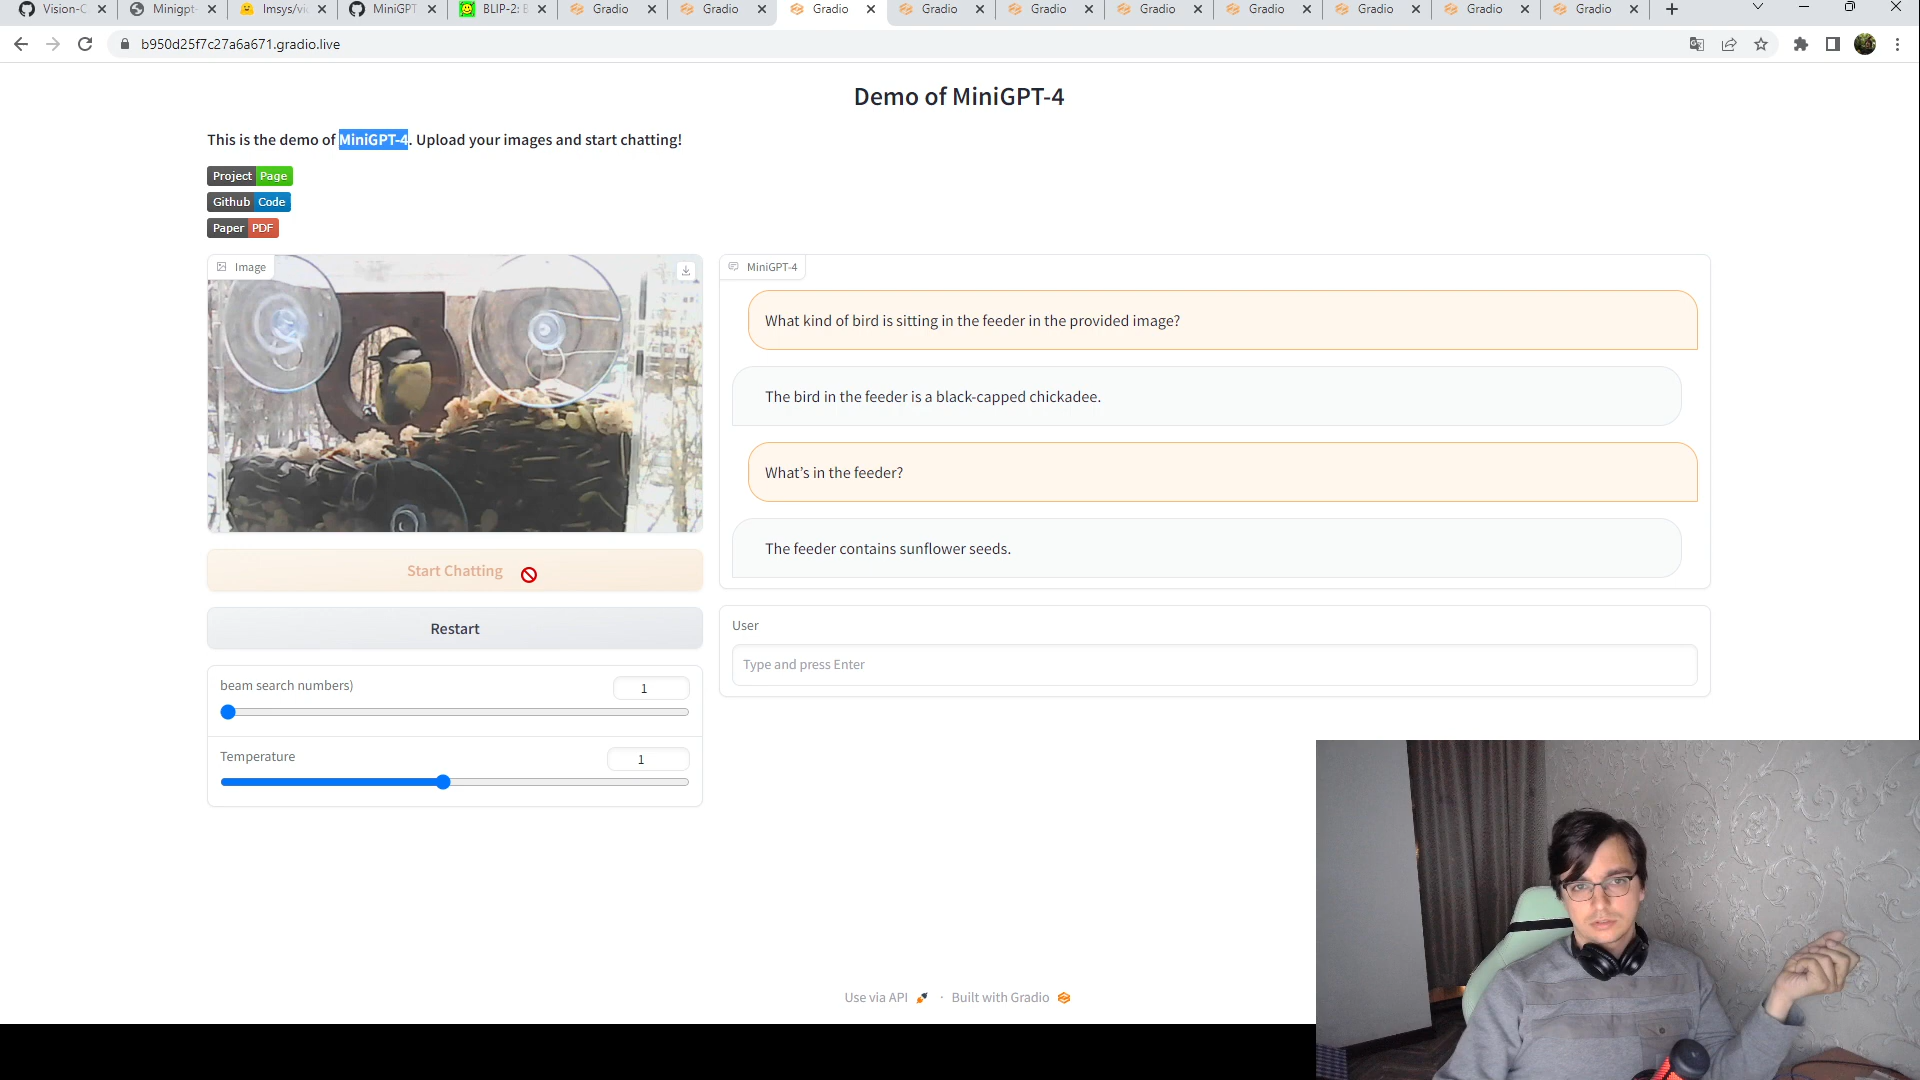 Vision-C
Minigpt-
lmsys/vi
MiniGPT
BLIP-2: B
Gradio
Gradio
Gradio
Gradio
Gradio
Gradio
Gradio
Gradio
Gradio
Gradio
b950d25f7c27a6a671.gradio.live
Demo of MiniGPT-4
This is the demo of MiniGPT-4. Upload your images and start chatting!
Project Page
Github Code
Paper PDF
Image
MiniGPT-4
What kind of bird is sitting in the feeder in the provided image?
The bird in the feeder is a black-capped chickadee.
What's in the feeder?
The feeder contains sunflower seeds.
Start Chatting
Restart
User
Type and press Enter
beam search numbers)
1
Temperature
1
Use via API
·
Built with Gradio